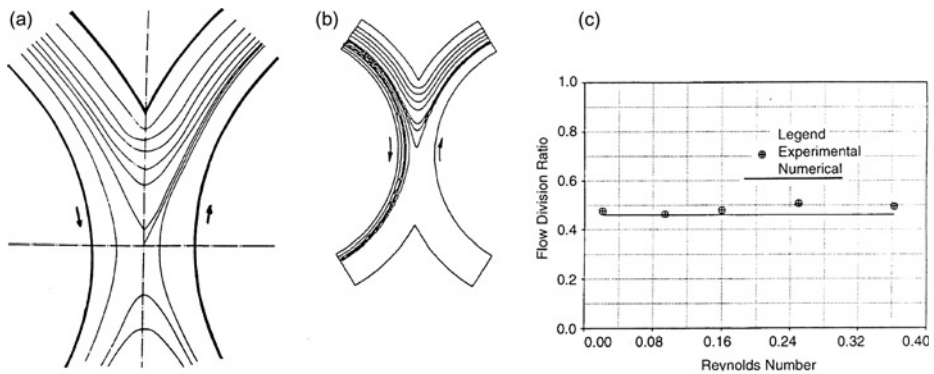 (a)
(b)
(c)
1.0
0.8
0.6
0.4
0.2
0.0
Flow Division Ratio
Legend
Experimental
Numerical
0.00 0.08 0.16 0.24 0.32 0.40
Reynolds Number